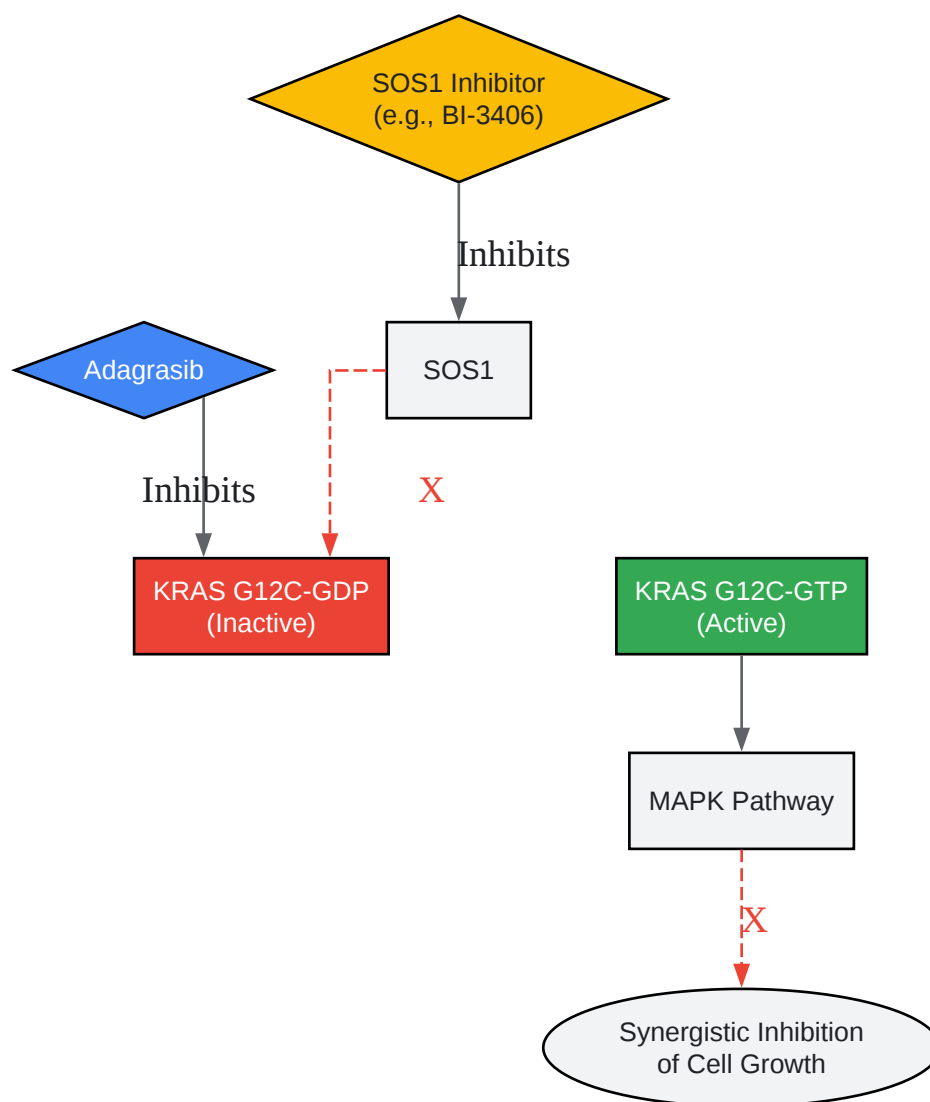 SOS1 Inhibitor
(e.g., BI-3406)
Inhibits
Adagrasib
SOS1
Inhibits
X
KRAS G12C-GDP
(Inactive)
KRAS G12C-GTP
(Active)
MAPK Pathway
X
Synergistic Inhibition
of Cell Growth